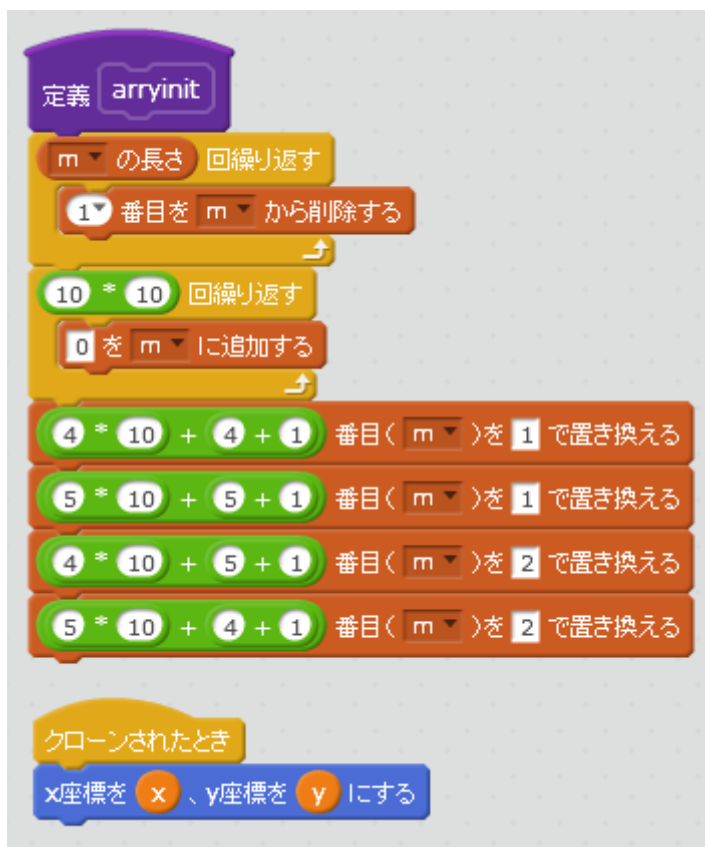 定義 arryinit
m の長さ 回繰り返す
1 番目を m から削除する
10 * 10 回繰り返す
0 を m に追加する
4 * 10 + 4 + 1 番目( m )を 1 で置き換える
5 * 10 + 5 + 1 番目( m )を 1 で置き換える
4 * 10 + 5 + 1 番目( m )を 2 で置き換える
5 * 10 + 4 + 1 番目( m )を 2 で置き換える
クローンされたとき
x座標を x 、y座標を y にする